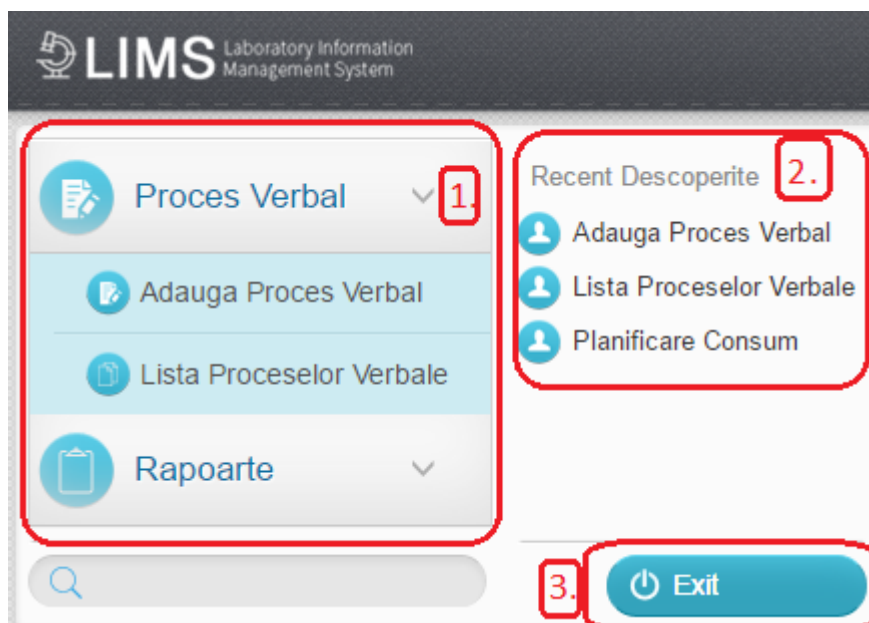 LIMS Laboratory Information
Management System
Proces Verbal 1.
Adauga Proces Verbal
Lista Proceselor Verbale
Rapoarte
Recent Descoperite 2.
Adauga Proces Verbal
Lista Proceselor Verbale
Planificare Consum
3. Exit